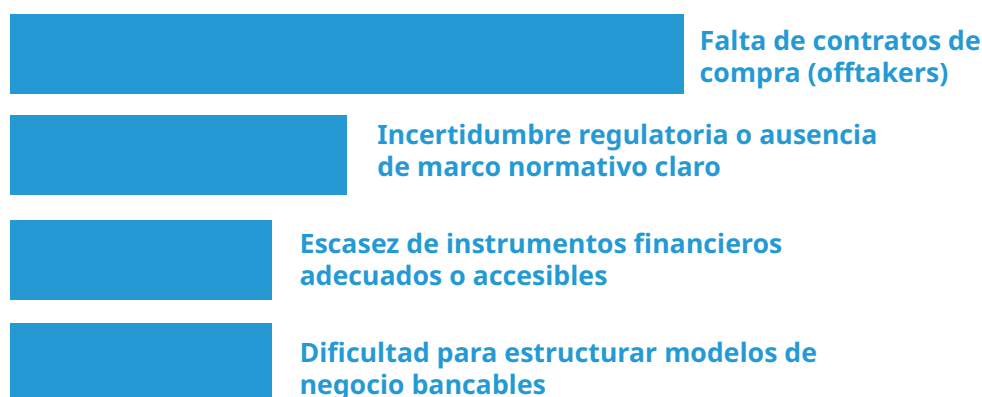 Falta de contratos de
compra (offtakers)
Incertidumbre regulatoria o ausencia
de marco normativo claro
Escasez de instrumentos financieros
adecuados o accesibles
Dificultad para estructurar modelos de
negocio bancables